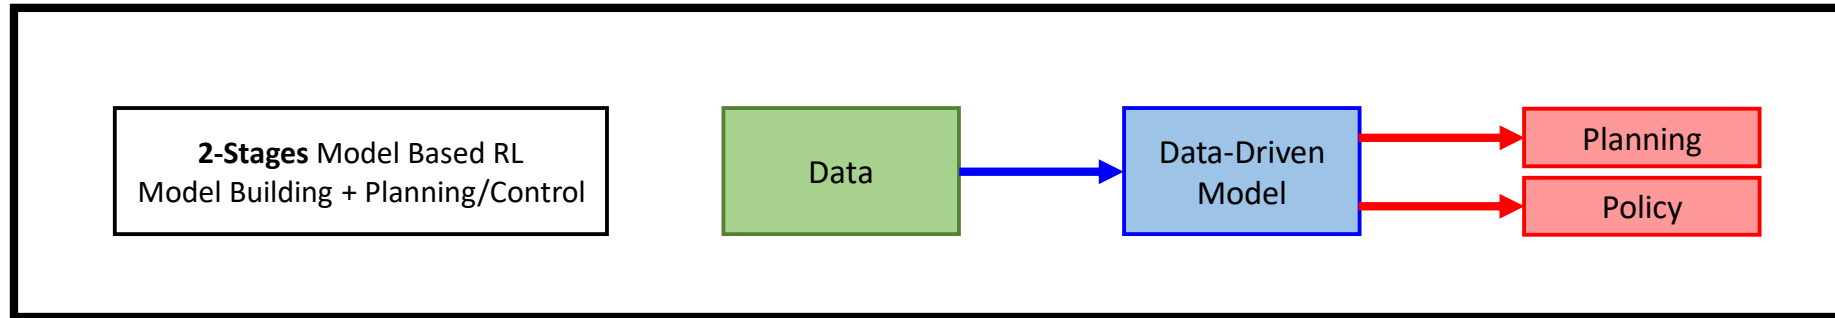 2-Stages Model Based RL
Model Building + Planning/Control
Data
Data-Driven
Model
Planning
Policy